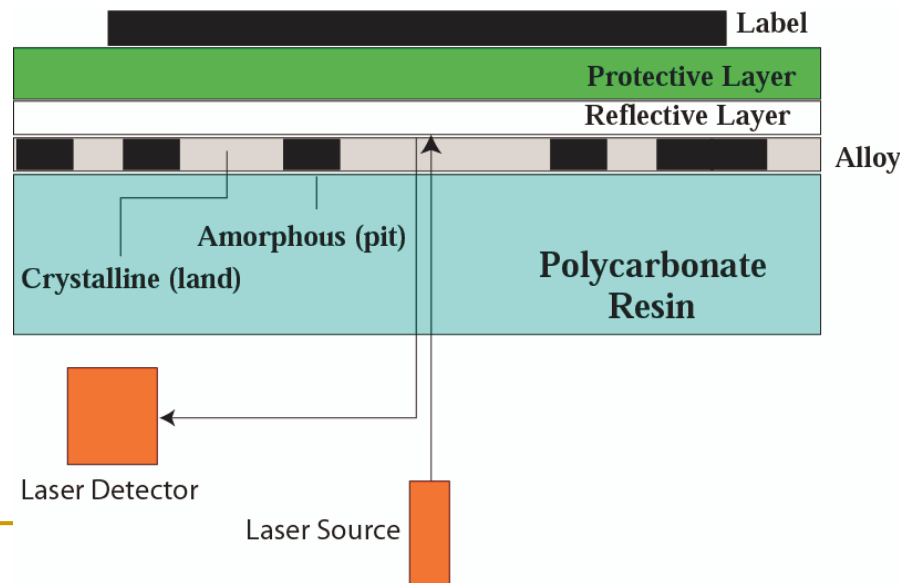 Label
Protective Layer
Reflective Layer
Alloy
Amorphous (pit)
Crystalline (land)
Polycarbonate
Resin
Laser Detector
Laser Source